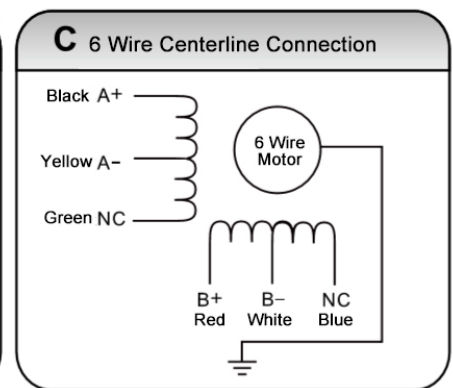 C 6 Wire Centerline Connection
Black A+
Yellow A-
Green NC
6 Wire
Motor
B+ B- NC
Red White Blue